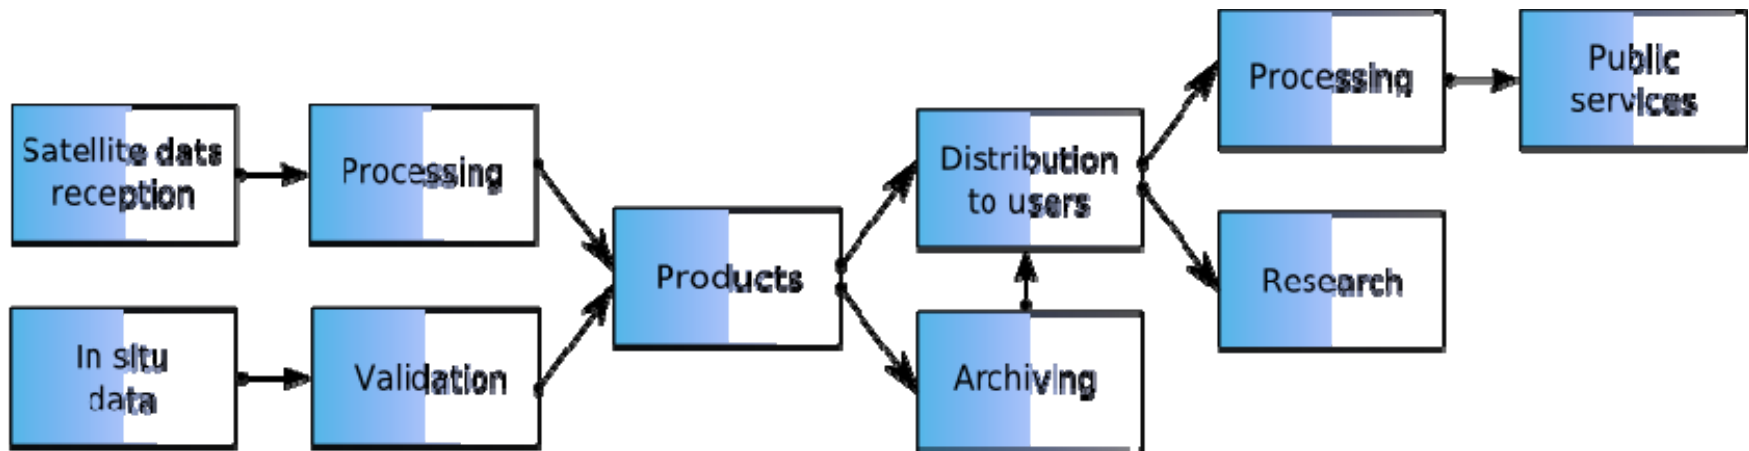 Satellite data
reception
Processing
In situ
data
Validation
Products
Distribution
to users
Archiving
Processing
Public
services
Research